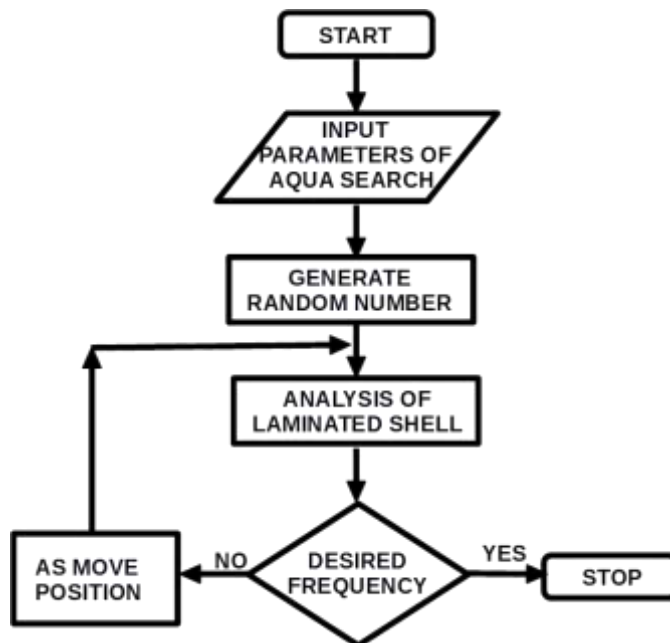 START
INPUT
PARAMETERS OF
AQUA SEARCH
GENERATE
RANDOM NUMBER
ANALYSIS OF
LAMINATED SHELL
DESIRED
FREQUENCY
NO
YES
AS MOVE
POSITION
STOP